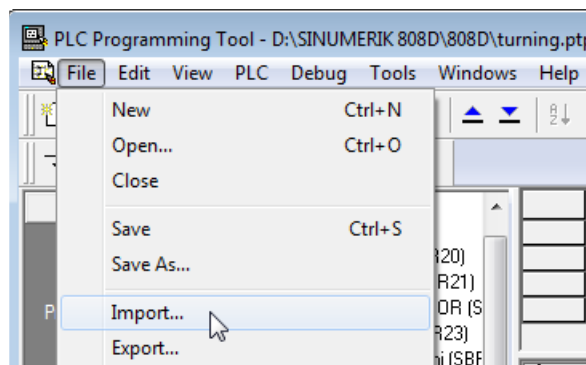 PLC Programming Tool - D:\SINUMERIK 808D\808D\turning.ptp
File Edit View PLC Debug Tools Windows Help
New Ctrl+N
Open... Ctrl+O
Close
Save Ctrl+S
Save As...
R20)
R21)
Import...
OR (S
R23)
Export...